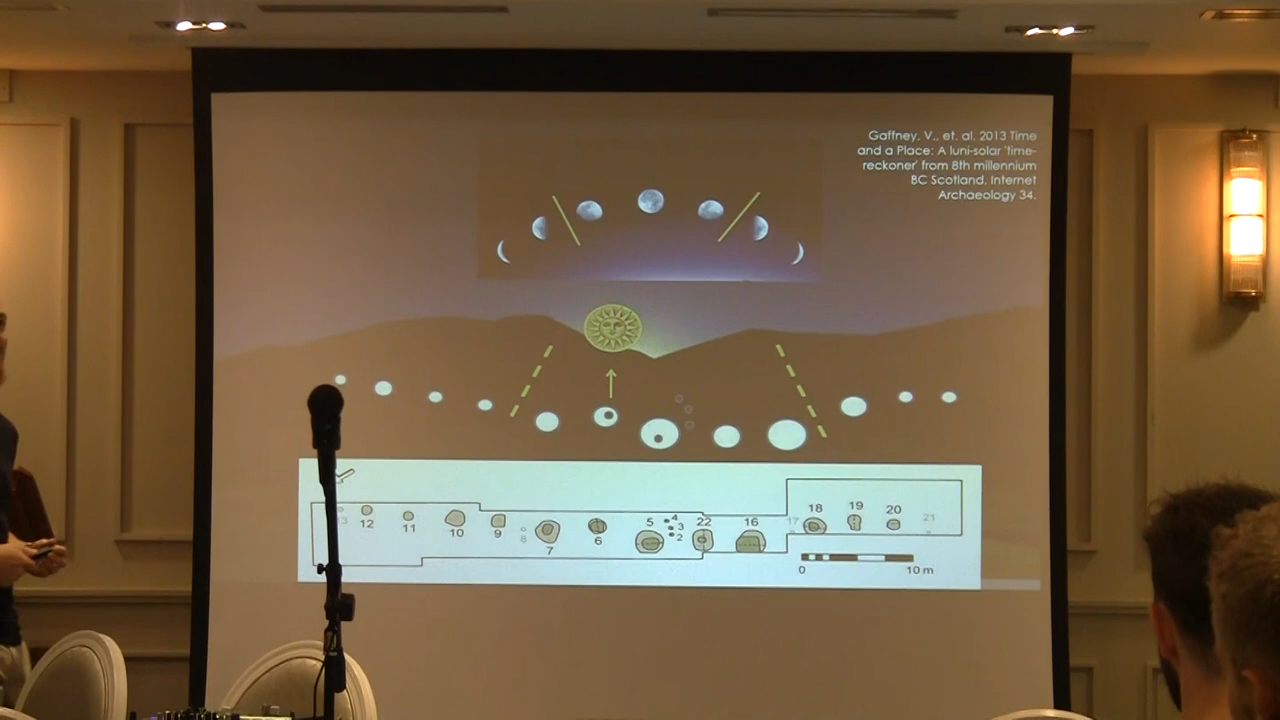 Gaffney, V., et. al. 2013 Time
and a Place: A luni-solar 'time-
reckoner' from 8th millennium
BC Scotland, Internet
Archaeology 34.
13 12 11 10 9 8 7 6 5 4 3 2 22 16 17 18 19 20 21
0 10 m